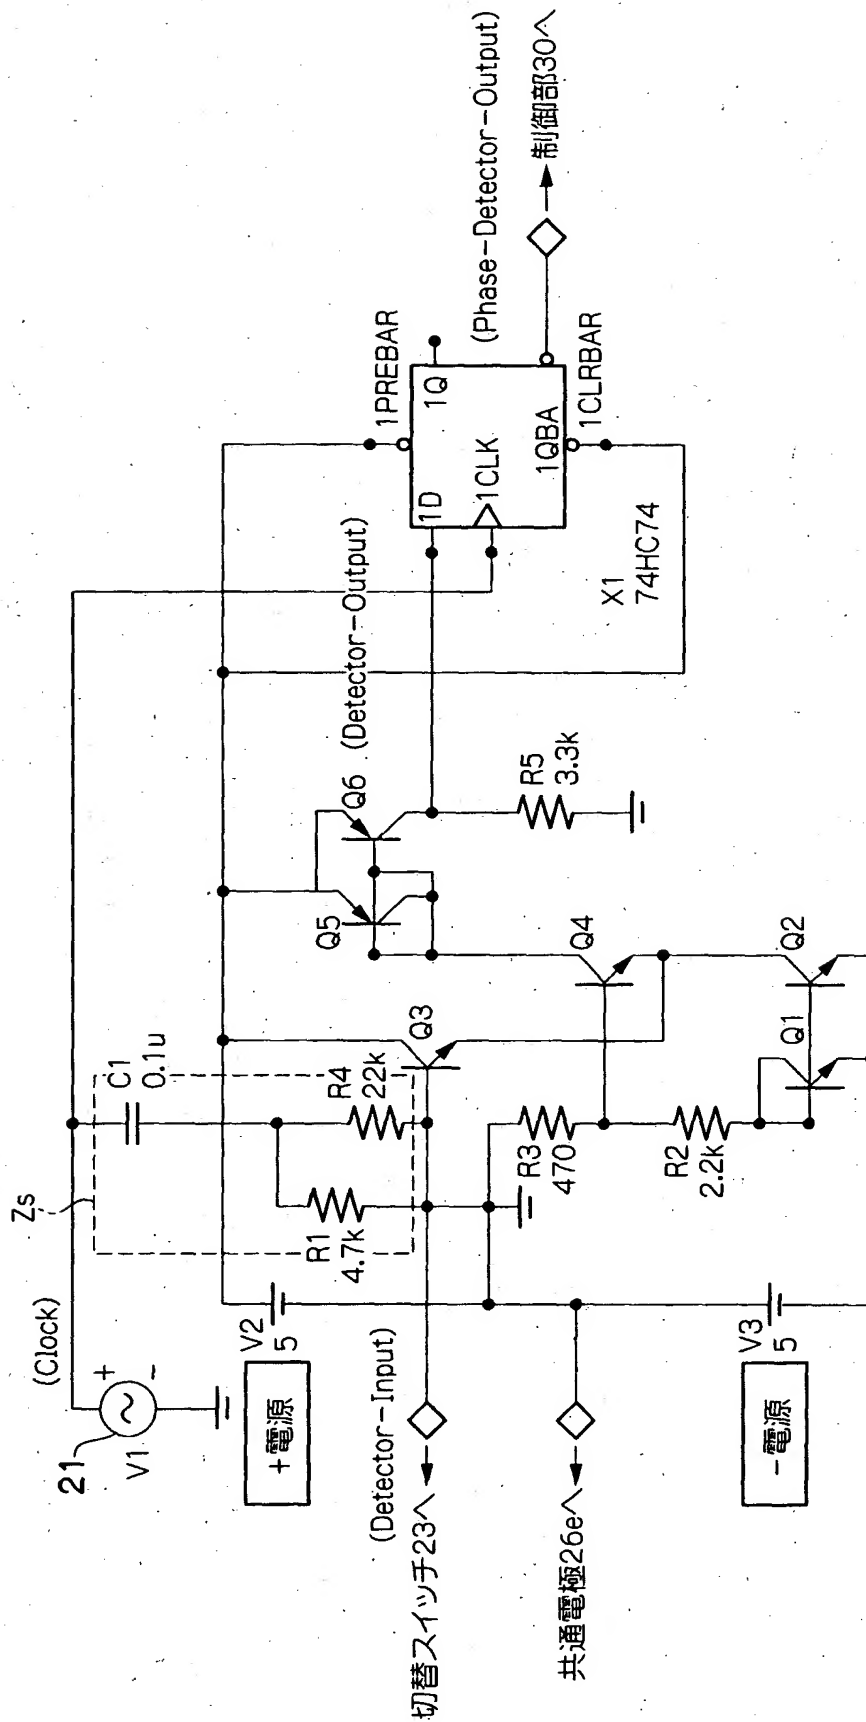 21
V1
+
-
(Clock)
Zs
C1
0.1u
R4
22k
R1
4.7k
V2
5
+電源
(Detector-Input)
切替スイッチ23へ
共通電極26eへ
V3
5
-電源
R3
470
R2
2.2k
Q3
Q4
Q1
Q2
Q5
Q6
(Detector-Output)
R5
3.3k
1PREBAR
1D
1Q
1CLK
1QBA
1CLRBAR
X1
74HC74
(Phase-Detector-Output)
制御部30へ